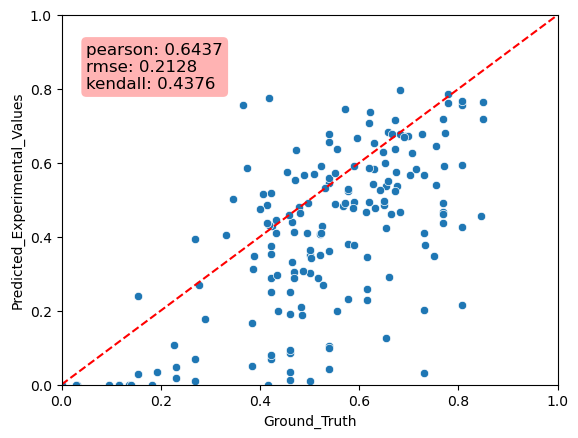 pearson: 0.6437
rmse: 0.2128
kendall: 0.4376
Predicted_Experimental_Values
1.0
0.8
0.6
0.4
0.2
0.0
0.0 0.2 0.4 0.6 0.8 1.0
Ground_Truth